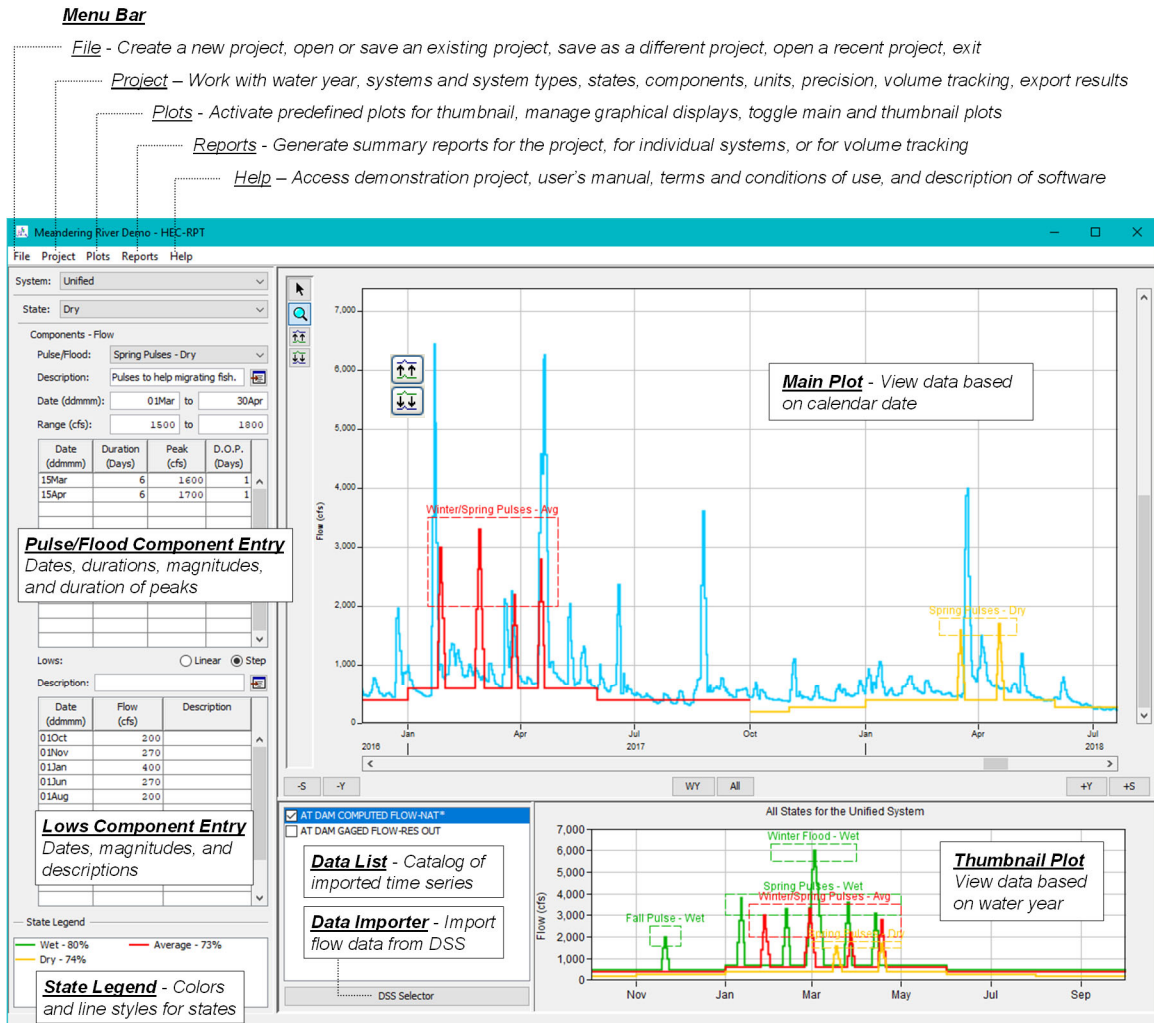 Menu Bar
File - Create a new project, open or save an existing project, save as a different project, open a recent project, exit
Project – Work with water year, systems and system types, states, components, units, precision, volume tracking, export results
Plots - Activate predefined plots for thumbnail, manage graphical displays, toggle main and thumbnail plots
Reports - Generate summary reports for the project, for individual systems, or for volume tracking
Help – Access demonstration project, user's manual, terms and conditions of use, and description of software
Meandering River Demo - HEC-RPT
File Project Plots Reports Help
System: Unified
State: Dry
Components - Flow
Pulse/Flood: Spring Pulses - Dry
Description: Pulses to help migrating fish.
Date (ddmmm): 01Mar to 30Apr
Range (cfs): 1500 to 1800
Date Duration Peak D.O.P.
(ddmmm) (Days) (cfs) (Days)
15Mar 6 1600 1
15Apr 6 1700 1
Pulse/Flood Component Entry
Dates, durations, magnitudes,
and duration of peaks
Lows: Linear Step
Description:
Date Flow Description
(ddmmm) (cfs)
01Oct 200
01Nov 270
01Jan 400
01Jun 270
01Aug 200
Lows Component Entry
Dates, magnitudes, and
descriptions
State Legend
Wet - 80% Average - 73%
Dry - 74%
State Legend - Colors
and line styles for states
7,000
6,000
5,000
4,000
3,000
2,000
1,000
0
Flow (cfs)
Main Plot - View data based
on calendar date
Winter/Spring Pulses - Avg
Spring Pulses - Dry
Jan Apr Jul Oct Jan Apr Jul
2016 2017 2018
-S -Y WY All +Y +S
AT DAM COMPUTED FLOW-NAT*
AT DAM GAGED FLOW-RES OUT
Data List - Catalog of
imported time series
Data Importer - Import
flow data from DSS
DSS Selector
All States for the Unified System
7,000
6,000
5,000
4,000
3,000
2,000
1,000
0
Flow (cfs)
Winter Flood - Wet
Spring Pulses - Wet
Winter/Spring Pulses - Avg
Fall Pulse - Wet
Spring Pulses - Dry
Thumbnail Plot
View data based
on water year
Nov Jan Mar May Jul Sep